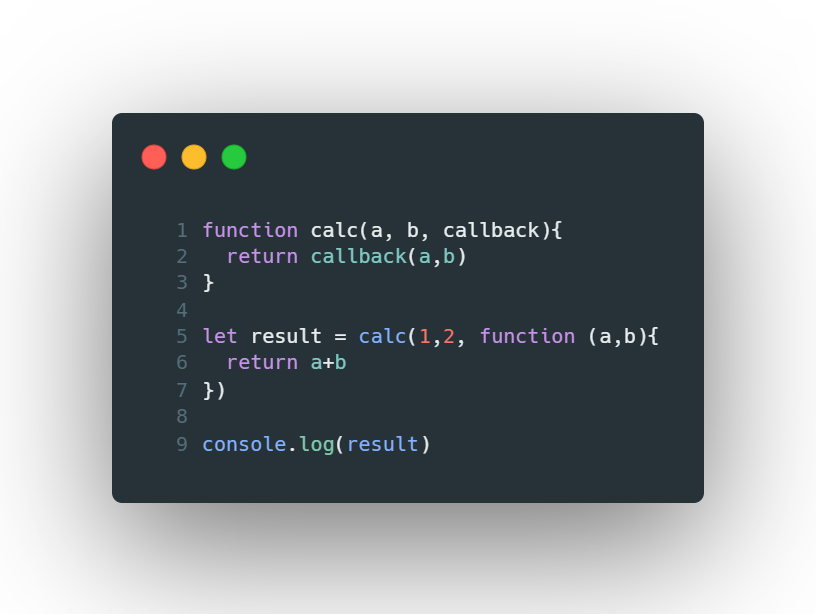 1 function calc(a, b, callback){
2   return callback(a,b)
3 }
4
5 let result = calc(1,2, function (a,b){
6   return a+b
7 })
8
9 console.log(result)